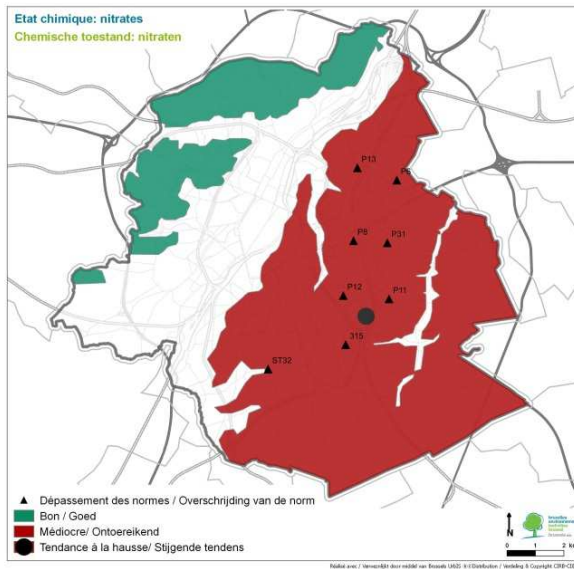 Etat chimique: nitrates
Chemische toestand: nitraten
P13
P6
P8
P31
P12
P11
315
ST32
▲ Dépassement des normes / Overschrijding van de norm
Bon / Goed
Médiocre/ Ontoereikend
Tendance à la hausse/ Stijgende tendens
N
0 1 2